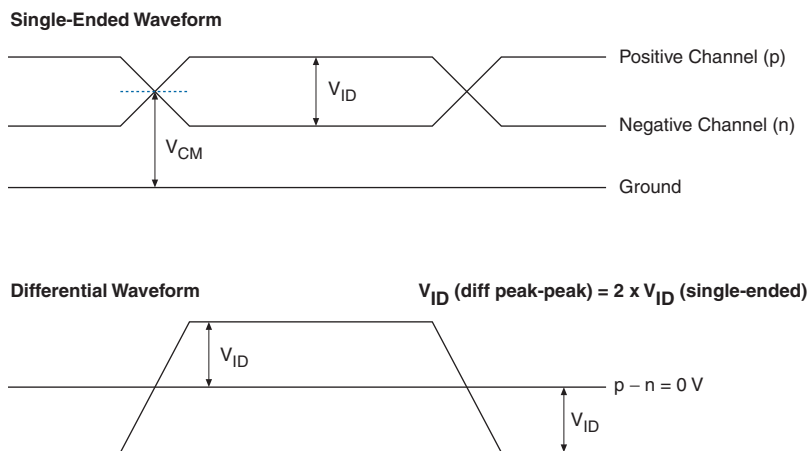 Single-Ended Waveform
Positive Channel (p)
V_ID
Negative Channel (n)
V_CM
Ground
Differential Waveform
V_ID (diff peak-peak) = 2 x V_ID (single-ended)
V_ID
p – n = 0 V
V_ID